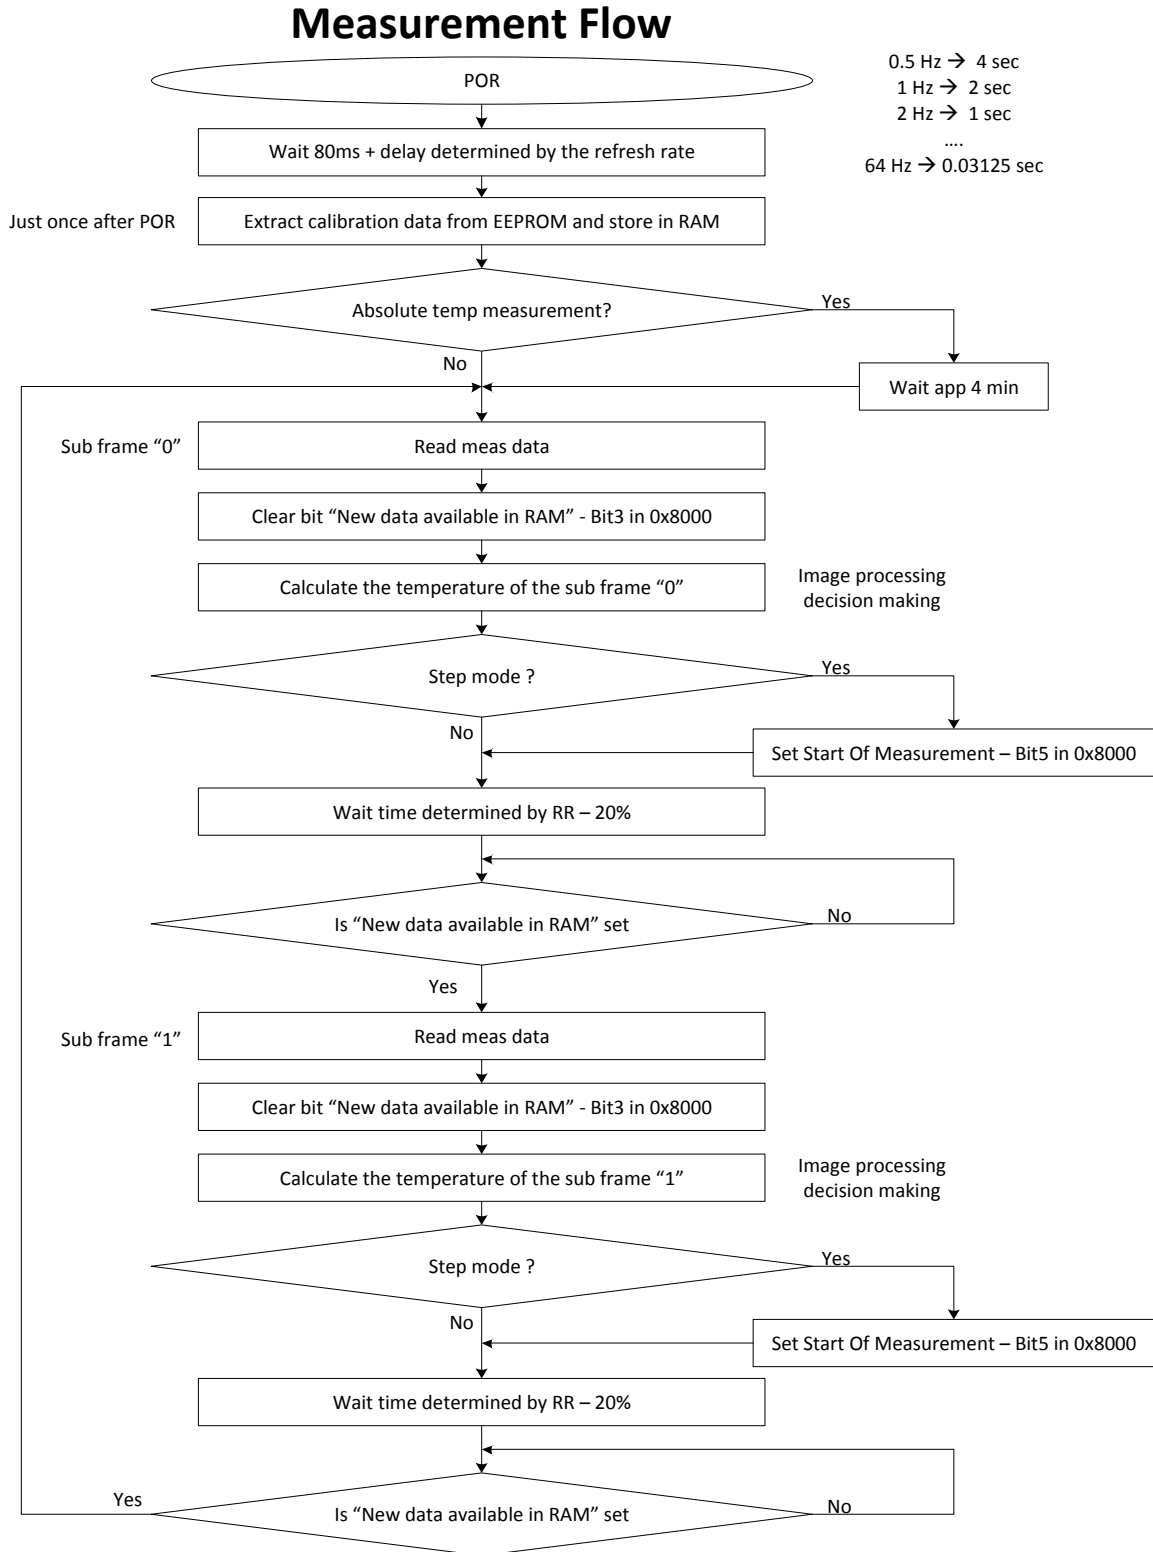 Measurement Flow
0.5 Hz → 4 sec
1 Hz → 2 sec
2 Hz → 1 sec
....
64 Hz → 0.03125 sec
POR
Wait 80ms + delay determined by the refresh rate
Just once after POR
Extract calibration data from EEPROM and store in RAM
Absolute temp measurement?
Yes
No
Wait app 4 min
Sub frame “0”
Read meas data
Clear bit “New data available in RAM” - Bit3 in 0x8000
Calculate the temperature of the sub frame “0”
Image processing
decision making
Step mode ?
Yes
No
Set Start Of Measurement – Bit5 in 0x8000
Wait time determined by RR – 20%
Is “New data available in RAM” set
No
Yes
Sub frame “1”
Read meas data
Clear bit “New data available in RAM” - Bit3 in 0x8000
Calculate the temperature of the sub frame “1”
Image processing
decision making
Step mode ?
Yes
No
Set Start Of Measurement – Bit5 in 0x8000
Wait time determined by RR – 20%
Yes
Is “New data available in RAM” set
No